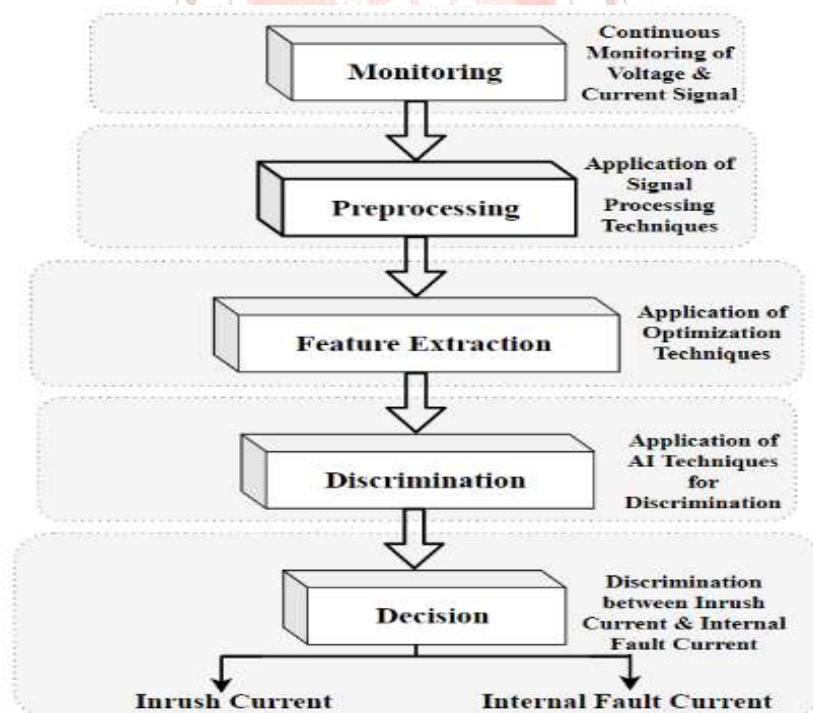 Monitoring
Continuous
Monitoring of
Voltage &
Current Signal
Preprocessing
Application of
Signal
Processing
Techniques
Feature Extraction
Application of
Optimization
Techniques
Discrimination
Application of
AI Techniques
for
Discrimination
Decision
Discrimination
between Inrush
Current & Internal
Fault Current
Inrush Current
Internal Fault Current